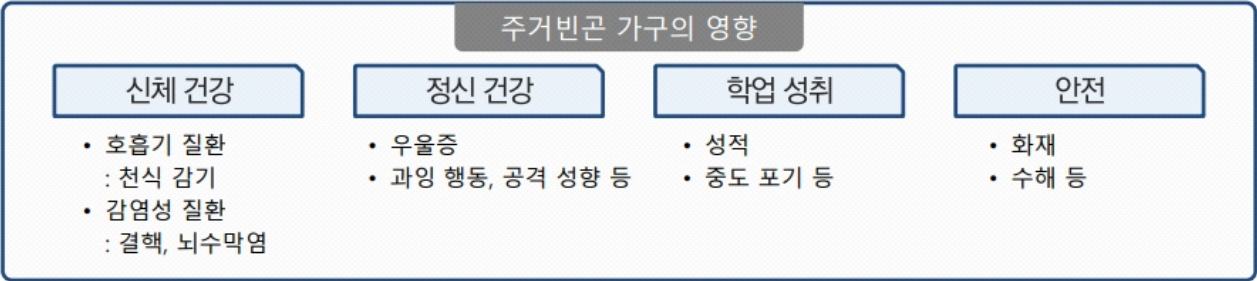 주거빈곤 가구의 영향
신체 건강
• 호흡기 질환
: 천식 감기
• 감염성 질환
: 결핵, 뇌수막염
정신 건강
• 우울증
• 과잉 행동, 공격 성향 등
학업 성취
• 성적
• 중도 포기 등
안전
• 화재
• 수해 등